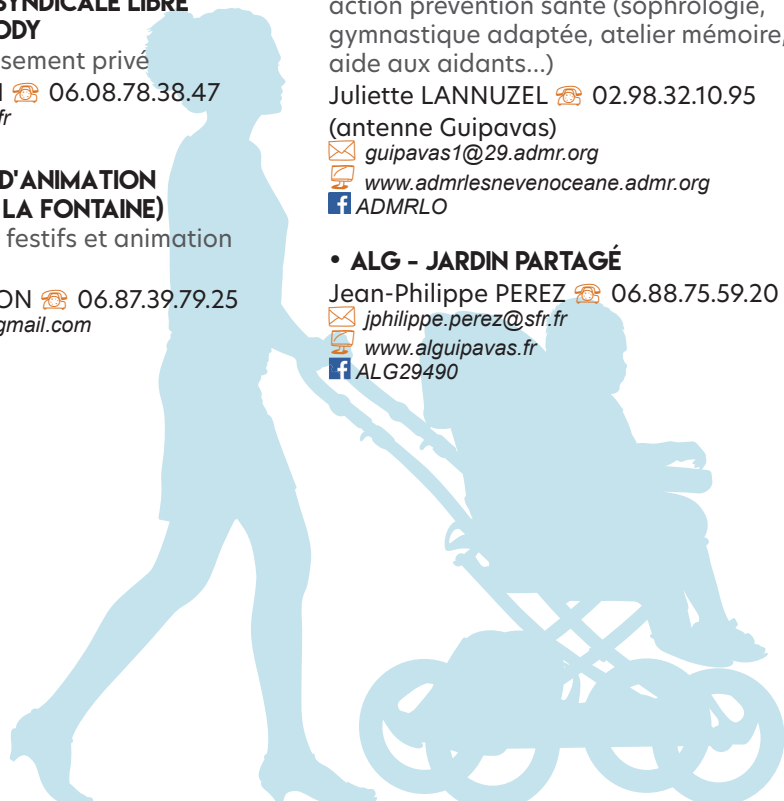 SYNDICALE LIBRE
ODY
sement privé
06.08.78.38.47
fr
D'ANIMATION
LA FONTAINE)
festifs et animation
ON 06.87.39.79.25
gmail.com
action prévention santé (sophrologie,
gymnastique adaptée, atelier mémoire,
aide aux aidants...)
Juliette LANNUZEL 02.98.32.10.95
(antenne Guipavas)
guipavas1@29.admr.org
www.admrlesnevenoceane.admr.org
ADMRLO
• ALG - JARDIN PARTAGÉ
Jean-Philippe PEREZ 06.88.75.59.20
jphilippe.perez@sfr.fr
www.alguipavas.fr
ALG29490